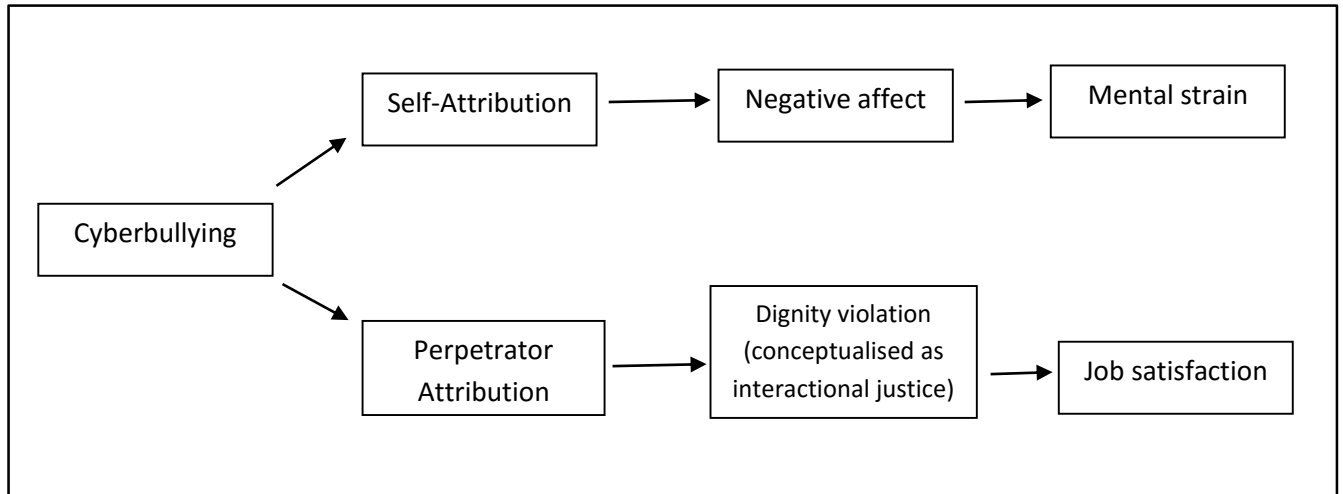 Self-Attribution
Negative affect
Mental strain
Cyberbullying
Perpetrator
Attribution
Dignity violation
(conceptualised as
interactional justice)
Job satisfaction